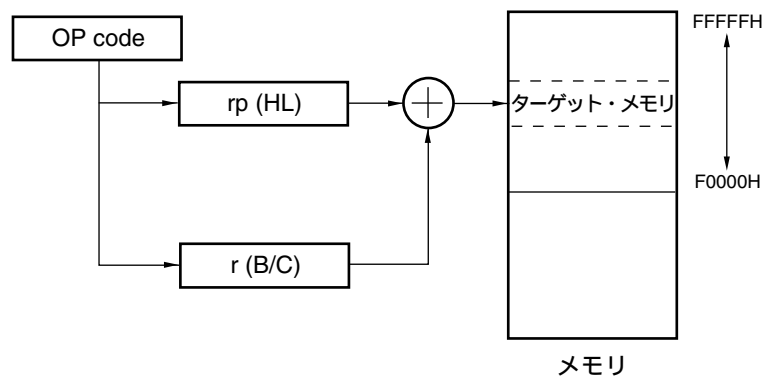 OP code
FFFFFH
rp (HL)
ターゲット・メモリ
F0000H
r (B/C)
メモリ